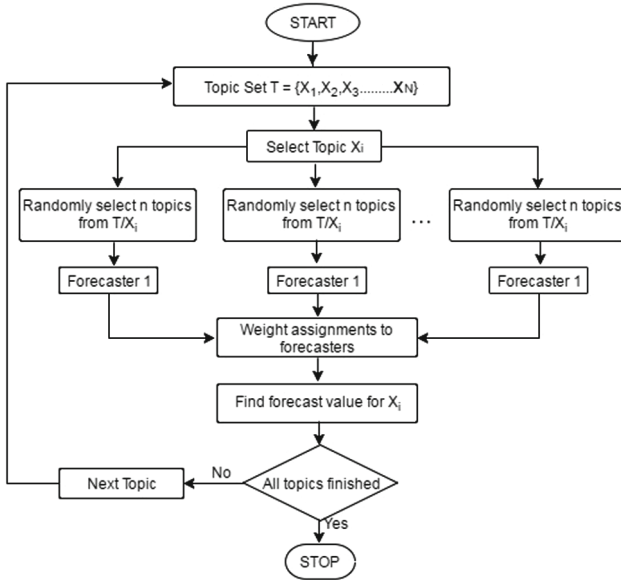 START
Topic Set T = {X₁,X₂,X₃.........X_N}
Select Topic Xᵢ
Randomly select n topics
from T/Xᵢ
Randomly select n topics
from T/Xᵢ
...
Randomly select n topics
from T/Xᵢ
Forecaster 1
Forecaster 1
Forecaster 1
Weight assignments to
forecasters
Find forecast value for Xᵢ
All topics finished
No
Next Topic
Yes
STOP